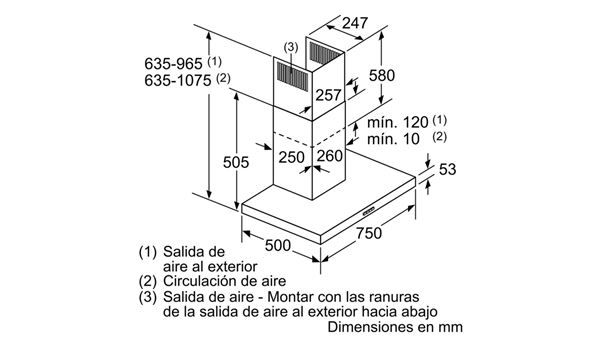 247
(3)
635-965 (1)
635-1075 (2)
580
257
mín. 120 (1)
mín. 10 (2)
505
250
260
53
500
750
(1) Salida de
aire al exterior
(2) Circulación de aire
(3) Salida de aire - Montar con las ranuras
de la salida de aire al exterior hacia abajo
Dimensiones en mm